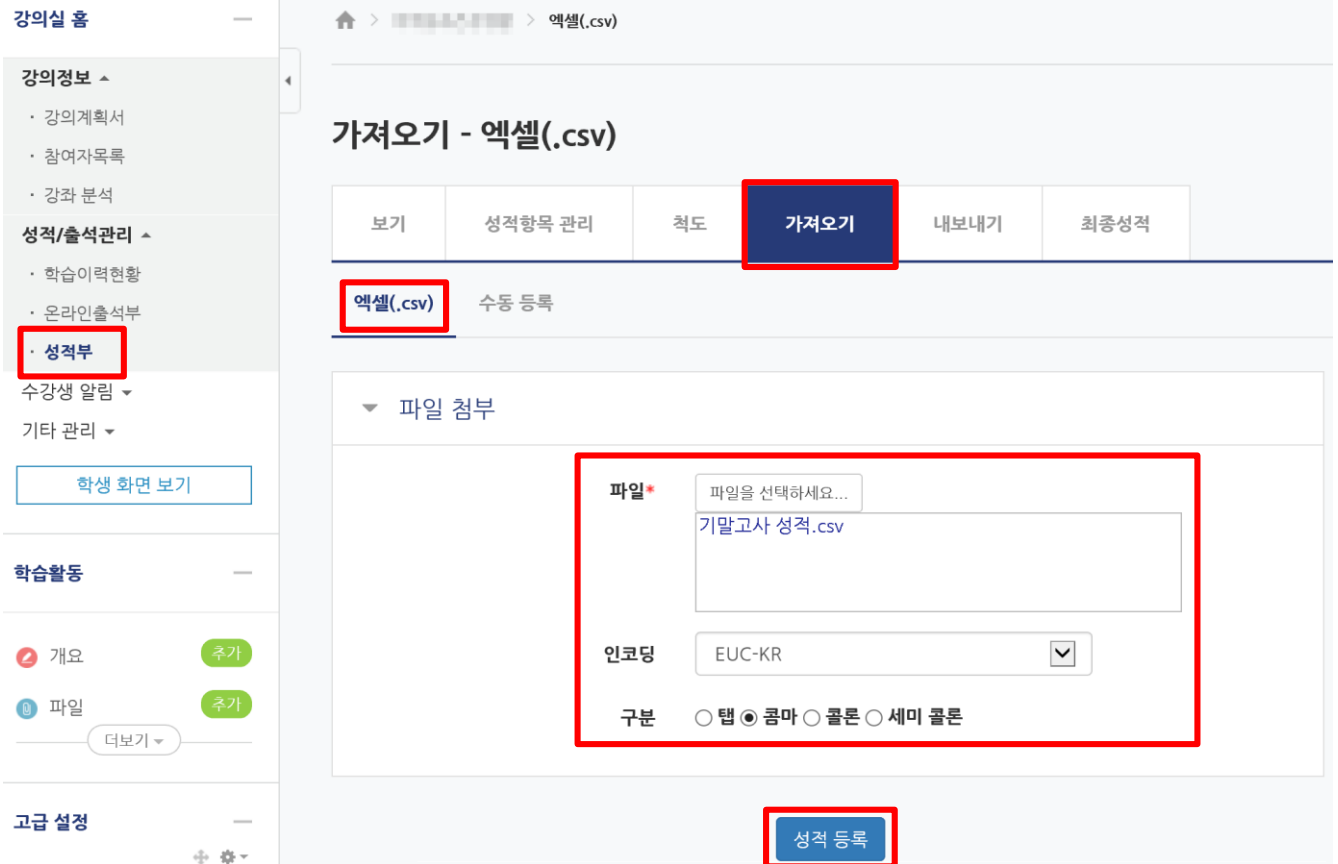 강의실 홈
강의정보
· 강의계획서
· 참여자목록
· 강좌 분석
성적/출석관리
· 학습이력현황
· 온라인출석부
· 성적부
수강생 알림
기타 관리
학생 화면 보기
학습활동
개요 추가
파일 추가
더보기
고급 설정
> > 엑셀(.csv)
가져오기 - 엑셀(.csv)
보기 성적항목 관리 척도 가져오기 내보내기 최종성적
엑셀(.csv) 수동 등록
파일 첨부
파일* 파일을 선택하세요...
기말고사 성적.csv
인코딩 EUC-KR
구분 탭 콤마 콜론 세미 콜론
성적 등록